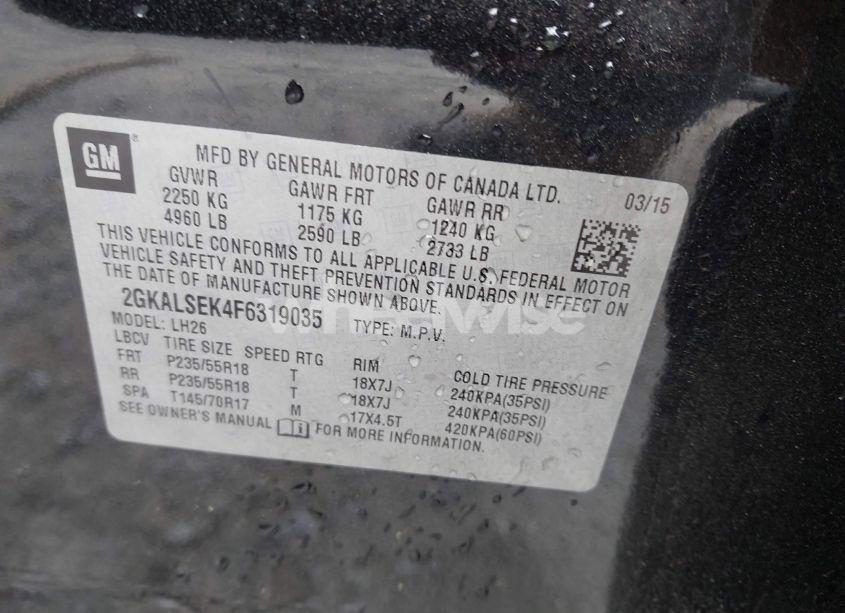 GM
MFD BY GENERAL MOTORS OF CANADA LTD. 03/15
GVWR GAWR FRT GAWR RR
2250 KG 1175 KG 1240 KG
4960 LB 2590 LB 2733 LB
THIS VEHICLE CONFORMS TO ALL APPLICABLE U.S. FEDERAL MOTOR
VEHICLE SAFETY AND THEFT PREVENTION STANDARDS IN EFFECT ON
THE DATE OF MANUFACTURE SHOWN ABOVE.
2GKALSEK4F6319035 TYPE: M.P.V.
MODEL: LH26
LBCV TIRE SIZE SPEED RTG RIM COLD TIRE PRESSURE
FRT P235/55R18 T 18X7J 240KPA(35PSI)
RR P235/55R18 T 18X7J 240KPA(35PSI)
SPA T145/70R17 M 17X4.5T 420KPA(60PSI)
SEE OWNER'S MANUAL FOR MORE INFORMATION.